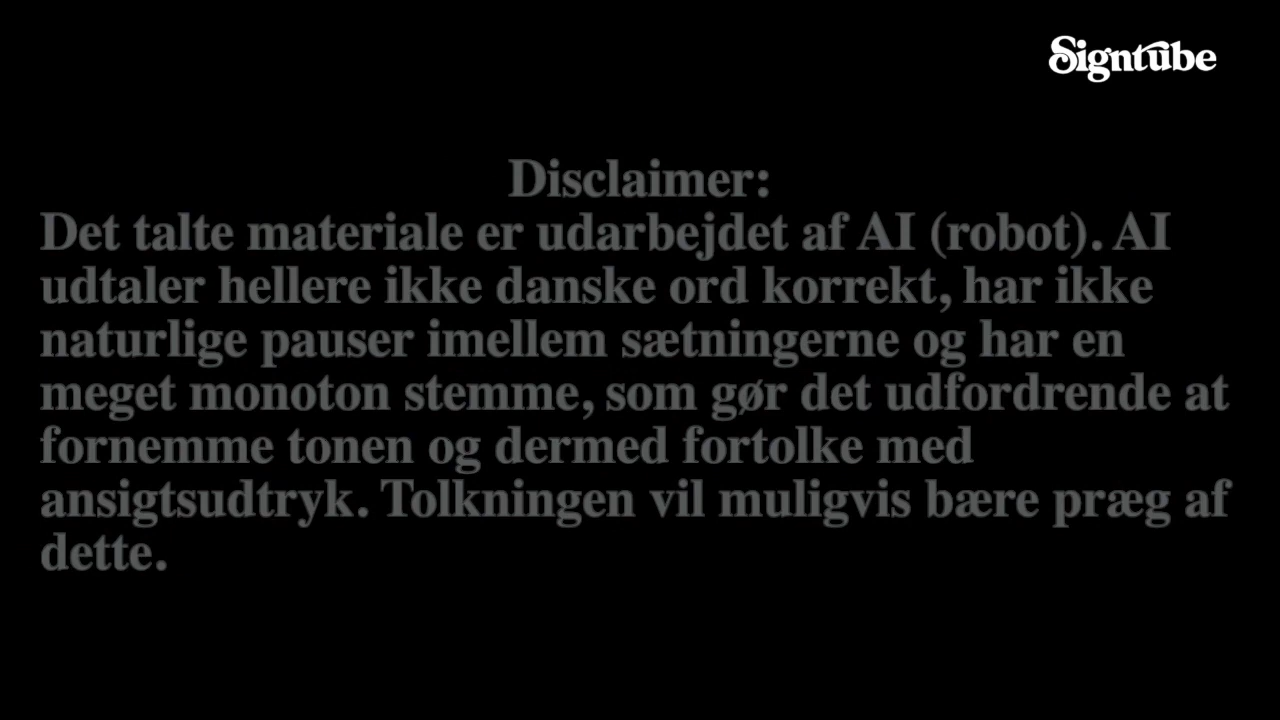 Signtube
Disclaimer:
Det talte materiale er udarbejdet af AI (robot). AI
udtaler hellere ikke danske ord korrekt, har ikke
naturlige pauser imellem sætningerne og har en
meget monoton stemme, som gør det udfordrende at
fornemme tonen og dermed fortolke med
ansigtsudtryk. Tolkningen vil muligvis bære præg af
dette.